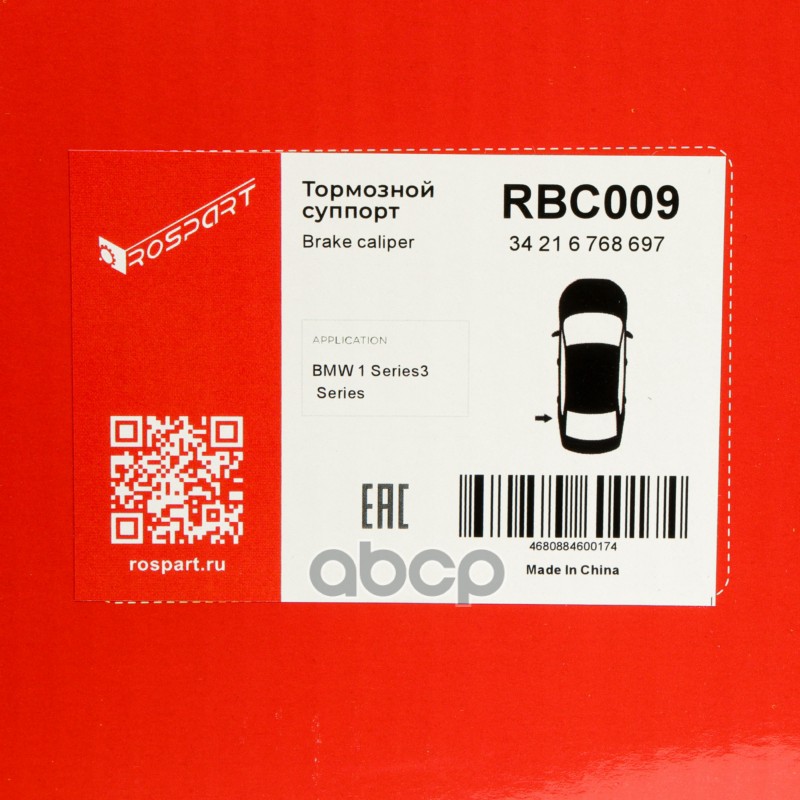 ROSPART
Тормозной
суппорт
Brake caliper
RBC009
34 21 6 768 697
APPLICATION
BMW 1 Series3
Series
EAC
4680884600174
Made In China
rospart.ru
abcp